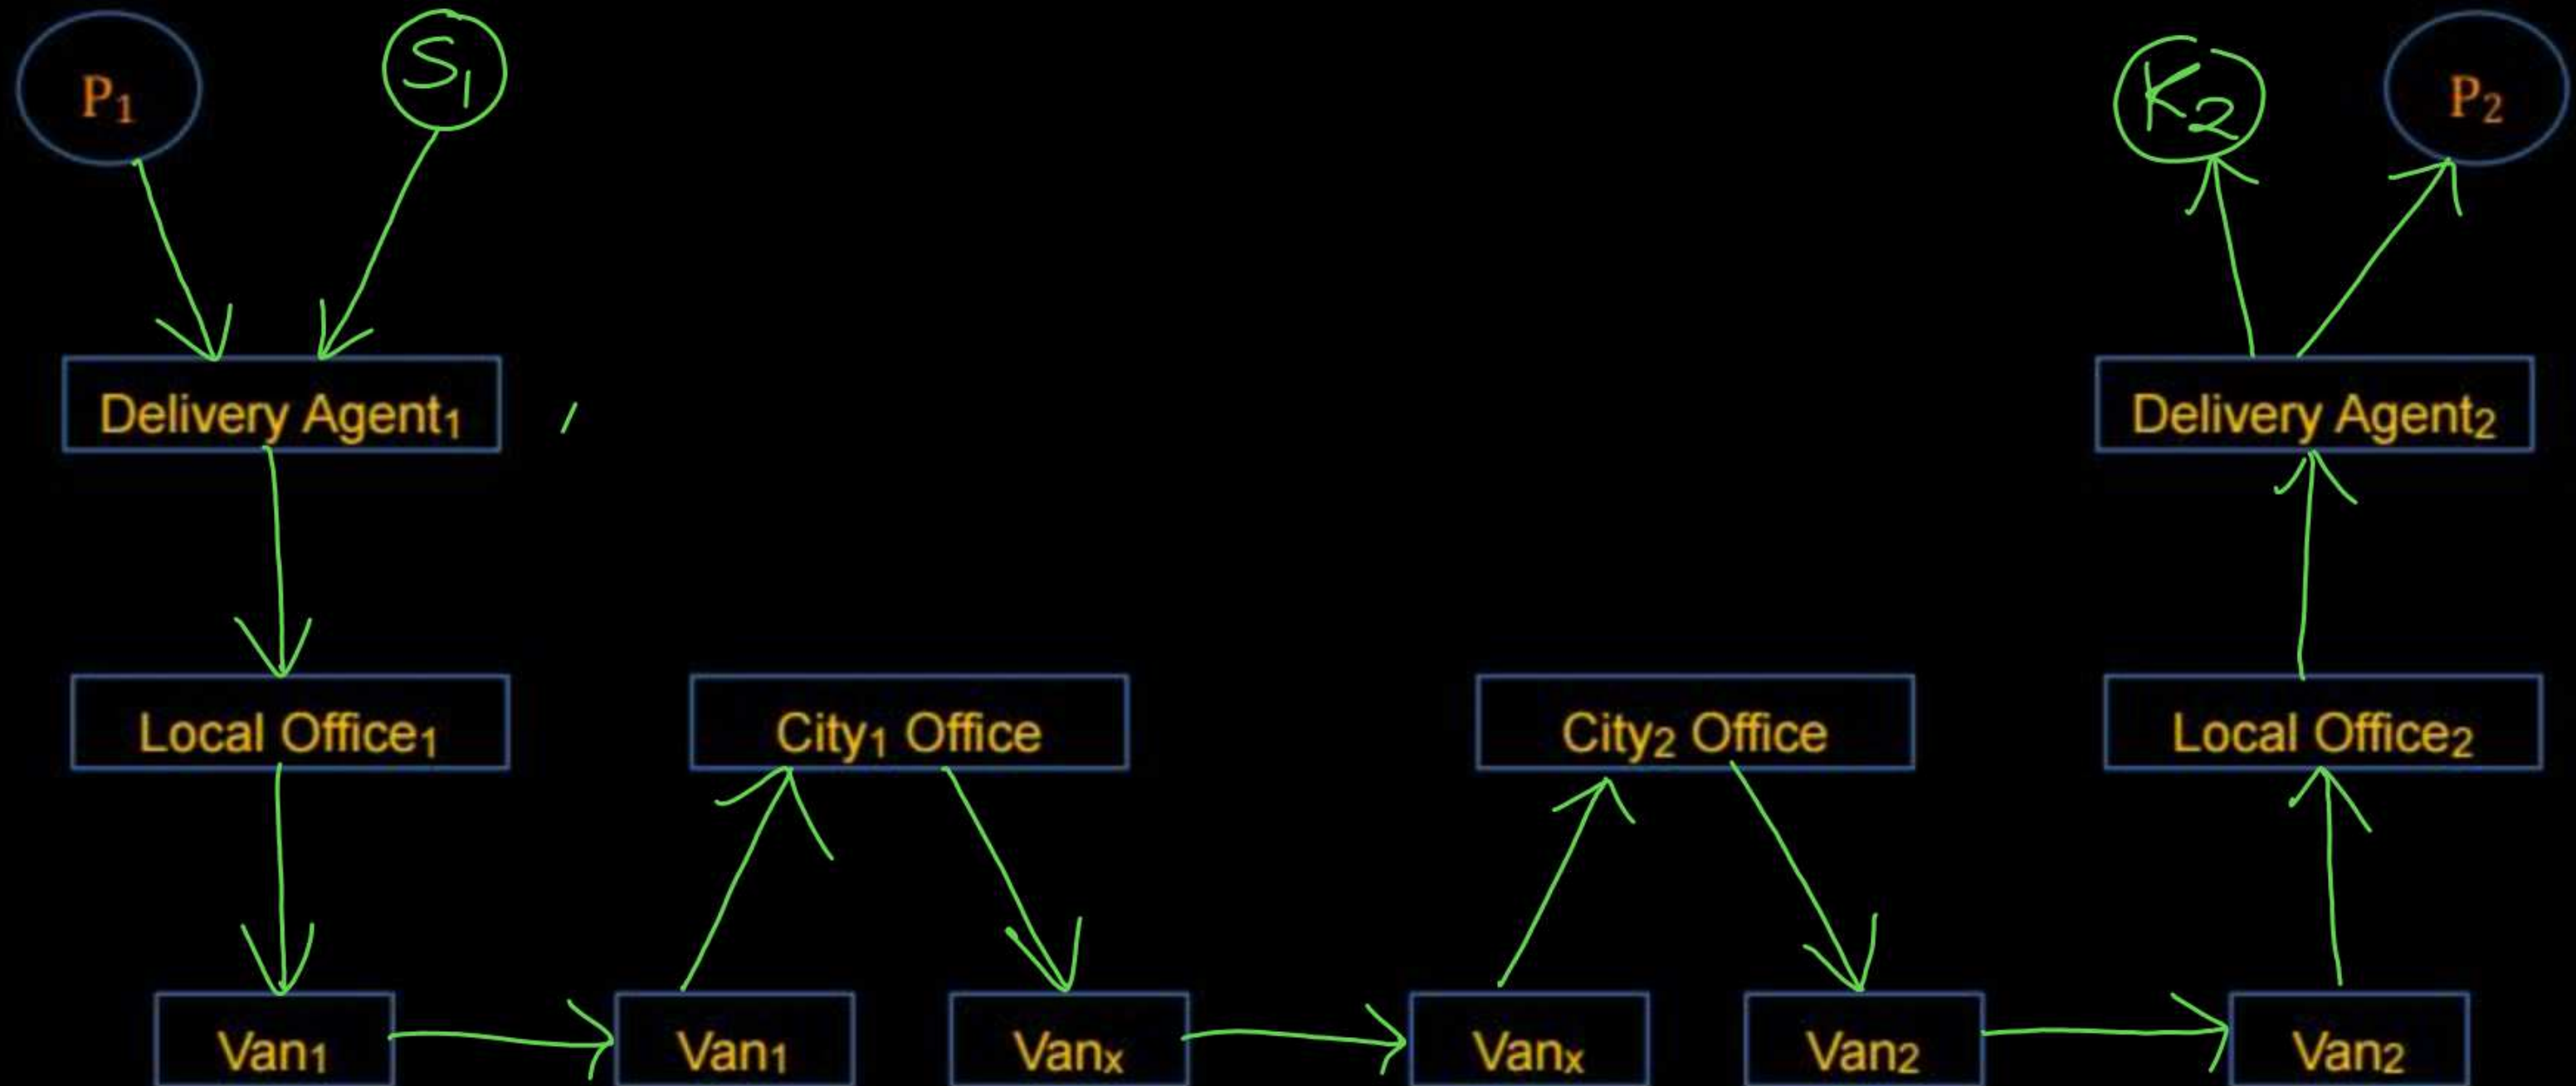 P₁ S₁ K₂ P₂
Delivery Agent₁ Delivery Agent₂
Local Office₁ City₁ Office City₂ Office Local Office₂
Van₁ Van₁ Vanₓ Vanₓ Van₂ Van₂